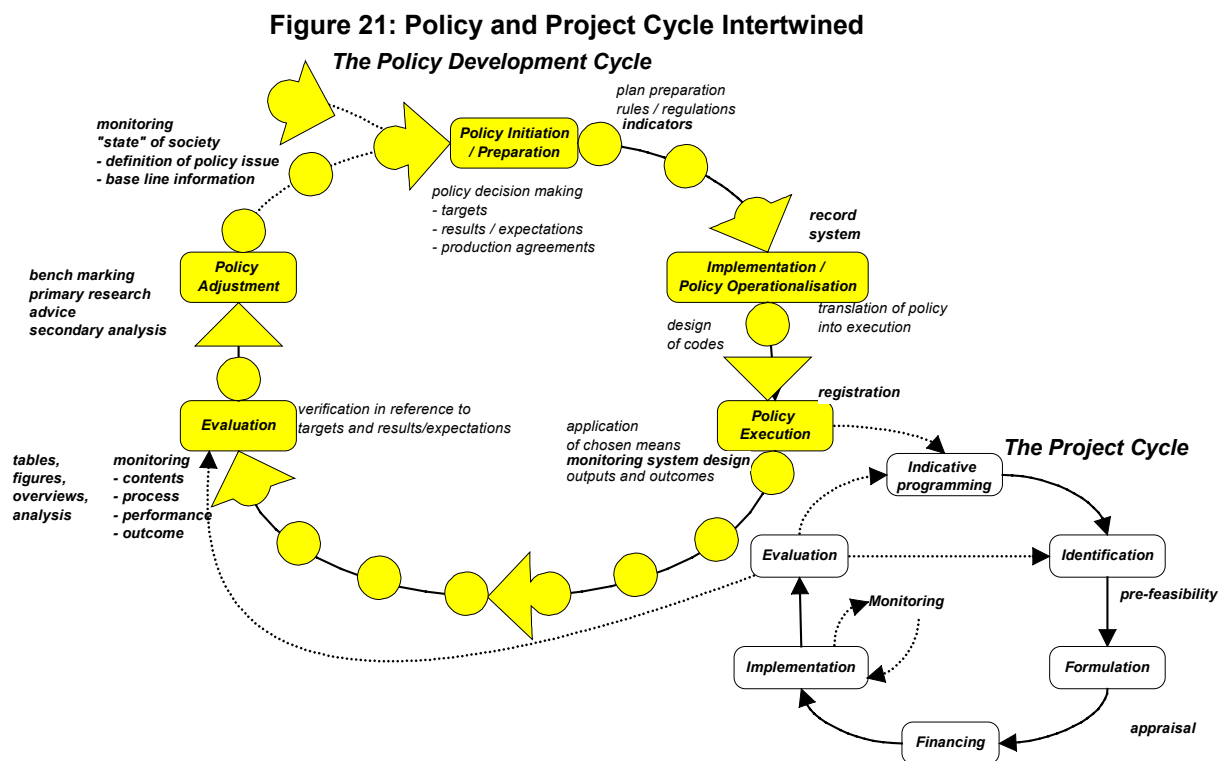 Figure 21: Policy and Project Cycle Intertwined
The Policy Development Cycle
plan preparation
rules / regulations
indicators
monitoring
"state" of society
- definition of policy issue
- base line information
Policy Initiation
/ Preparation
policy decision making
- targets
- results / expectations
- production agreements
record
system
Policy
Adjustment
Implementation /
Policy Operationalisation
bench marking
primary research
advice
secondary analysis
design
of codes
translation of policy
into execution
registration
Evaluation
verification in reference to
targets and results/expectations
Policy
Execution
application
of chosen means
monitoring system design
outputs and outcomes
tables,
figures,
overviews,
analysis
monitoring
- contents
- process
- performance
- outcome
The Project Cycle
Indicative
programming
Evaluation
Identification
pre-feasibility
Monitoring
Implementation
Formulation
appraisal
Financing